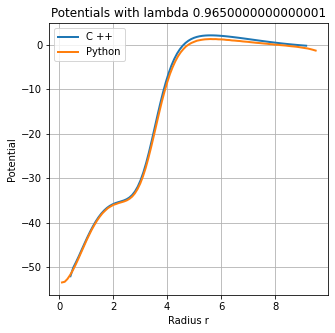 Potentials with lambda 0.9650000000000001
C ++
Python
0
−10
−20
−30
−40
−50
Potential
0 2 4 6 8
Radius r